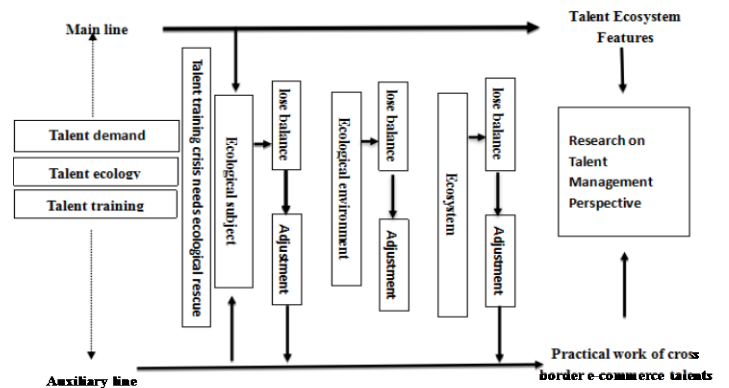 Main line
Talent Ecosystem
Features
Talent demand
Talent ecology
Talent training
Talent training crisis needs ecological rescue
Ecological subject
lose balance
Adjustment
Ecological environment
lose balance
Adjustment
Ecosystem
lose balance
Adjustment
Research on
Talent
Management
Perspective
Auxiliary line
Practical work of cross
border e-commerce talents